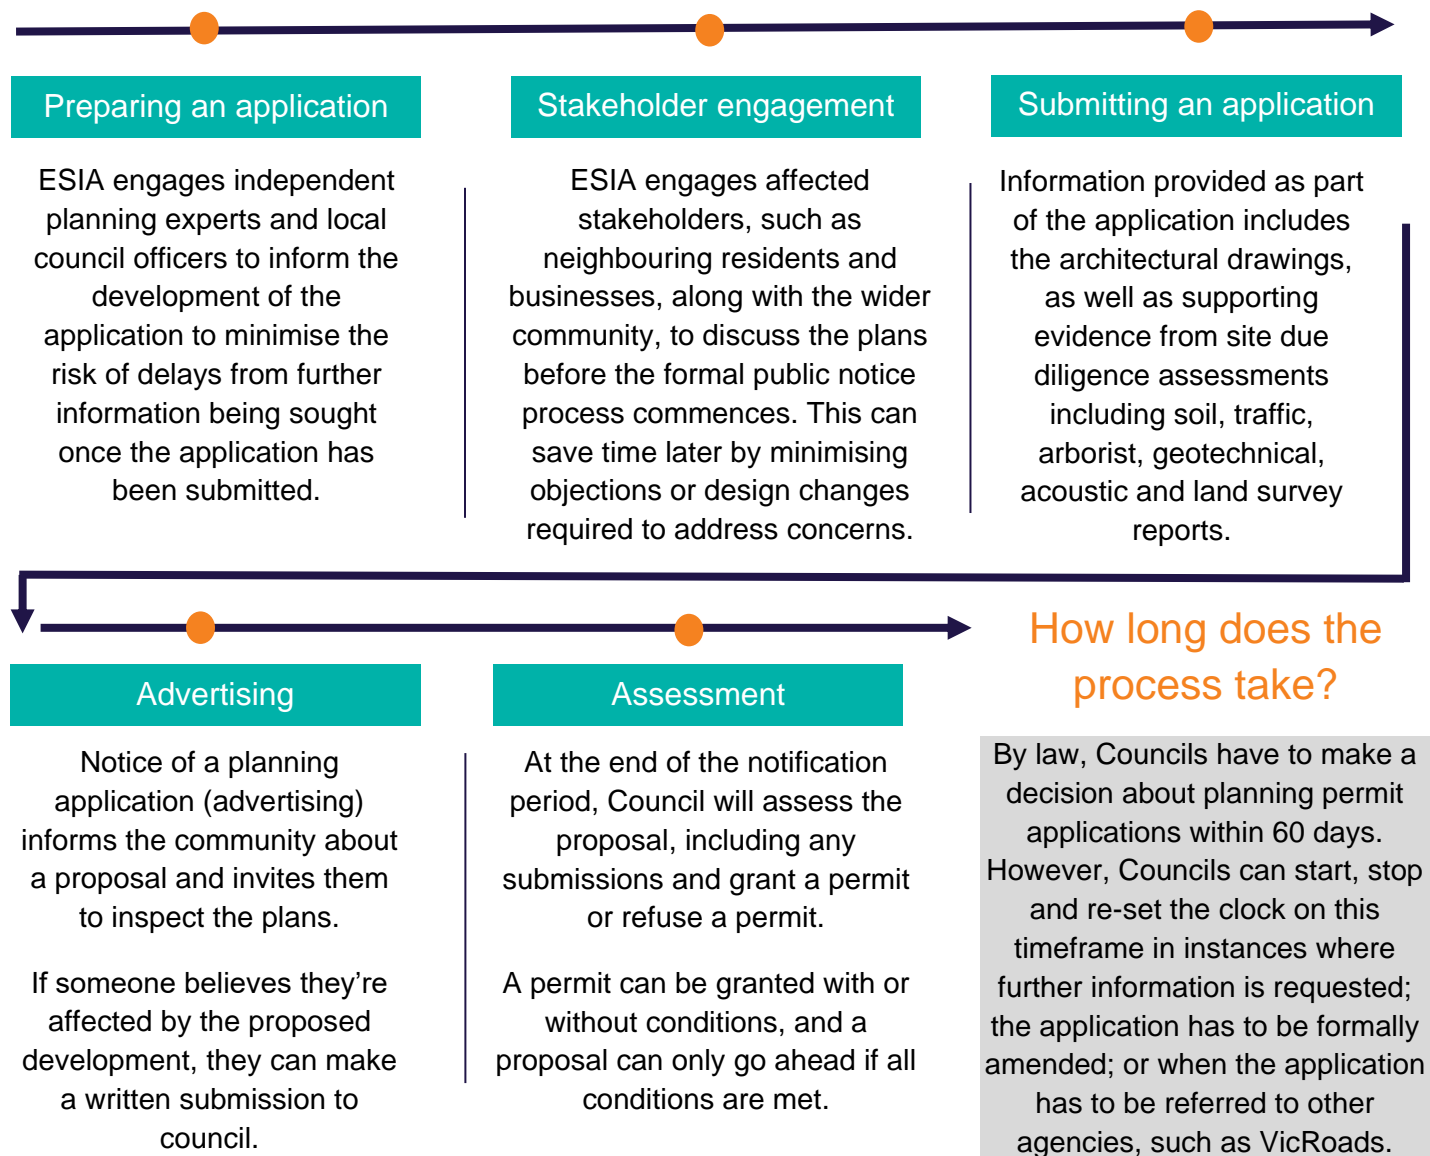 Preparing an application
ESIA engages independent
planning experts and local
council officers to inform the
development of the
application to minimise the
risk of delays from further
information being sought
once the application has
been submitted.
Stakeholder engagement
ESIA engages affected
stakeholders, such as
neighbouring residents and
businesses, along with the wider
community, to discuss the plans
before the formal public notice
process commences. This can
save time later by minimising
objections or design changes
required to address concerns.
Submitting an application
Information provided as part
of the application includes
the architectural drawings,
as well as supporting
evidence from site due
diligence assessments
including soil, traffic,
arborist, geotechnical,
acoustic and land survey
reports.
Advertising
Notice of a planning
application (advertising)
informs the community about
a proposal and invites them
to inspect the plans.
If someone believes they’re
affected by the proposed
development, they can make
a written submission to
council.
Assessment
At the end of the notification
period, Council will assess the
proposal, including any
submissions and grant a permit
or refuse a permit.
A permit can be granted with or
without conditions, and a
proposal can only go ahead if all
conditions are met.
How long does the
process take?
By law, Councils have to make a
decision about planning permit
applications within 60 days.
However, Councils can start, stop
and re-set the clock on this
timeframe in instances where
further information is requested;
the application has to be formally
amended; or when the application
has to be referred to other
agencies, such as VicRoads.